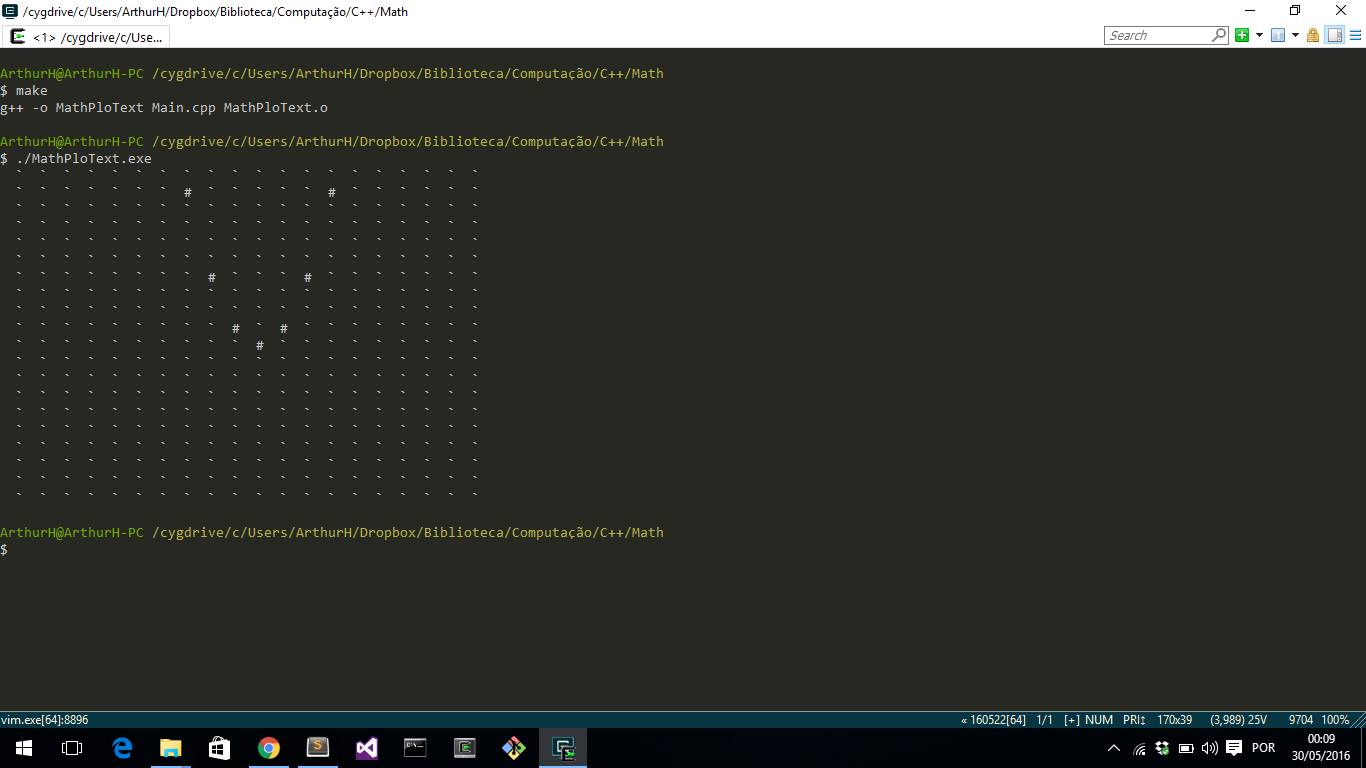 /cygdrive/c/Users/ArthurH/Dropbox/Biblioteca/Computação/C++/Math
<1> /cygdrive/c/Use...
Search
ArthurH@ArthurH-PC /cygdrive/c/Users/ArthurH/Dropbox/Biblioteca/Computação/C++/Math
$ make
g++ -o MathPloText Main.cpp MathPloText.o
ArthurH@ArthurH-PC /cygdrive/c/Users/ArthurH/Dropbox/Biblioteca/Computação/C++/Math
$ ./MathPloText.exe
  `  `  `  `  `  `  `  `  `  `  `  `  `  `  `  `  `  `  `  `
  `  `  `  `  `  `  `  #  `  `  `  `  `  #  `  `  `  `  `  `
  `  `  `  `  `  `  `  `  `  `  `  `  `  `  `  `  `  `  `  `
  `  `  `  `  `  `  `  `  `  `  `  `  `  `  `  `  `  `  `  `
  `  `  `  `  `  `  `  `  `  `  `  `  `  `  `  `  `  `  `  `
  `  `  `  `  `  `  `  `  `  `  `  `  `  `  `  `  `  `  `  `
  `  `  `  `  `  `  `  #  `  `  `  #  `  `  `  `  `  `  `  
  `  `  `  `  `  `  `  `  `  `  `  `  `  `  `  `  `  `  `  `
  `  `  `  `  `  `  `  `  `  `  `  `  `  `  `  `  `  `  `  `
  `  `  `  `  `  `  `  `  #  `  #  `  `  `  `  `  `  `  `
  `  `  `  `  `  `  `  `  `  #  `  `  `  `  `  `  `  `  `
  `  `  `  `  `  `  `  `  `  `  `  `  `  `  `  `  `  `  `  `
  `  `  `  `  `  `  `  `  `  `  `  `  `  `  `  `  `  `  `  `
  `  `  `  `  `  `  `  `  `  `  `  `  `  `  `  `  `  `  `  `
  `  `  `  `  `  `  `  `  `  `  `  `  `  `  `  `  `  `  `  `
  `  `  `  `  `  `  `  `  `  `  `  `  `  `  `  `  `  `  `  `
  `  `  `  `  `  `  `  `  `  `  `  `  `  `  `  `  `  `  `  `
  `  `  `  `  `  `  `  `  `  `  `  `  `  `  `  `  `  `  `  `
  `  `  `  `  `  `  `  `  `  `  `  `  `  `  `  `  `  `  `  `
  `  `  `  `  `  `  `  `  `  `  `  `  `  `  `  `  `  `  `  `
ArthurH@ArthurH-PC /cygdrive/c/Users/ArthurH/Dropbox/Biblioteca/Computação/C++/Math
$
vim.exe[64]:8896 « 160522[64] 1/1 [+] NUM PRI↕ 170x39 (3,989) 25V 9704 100%
POR
00:09
30/05/2016